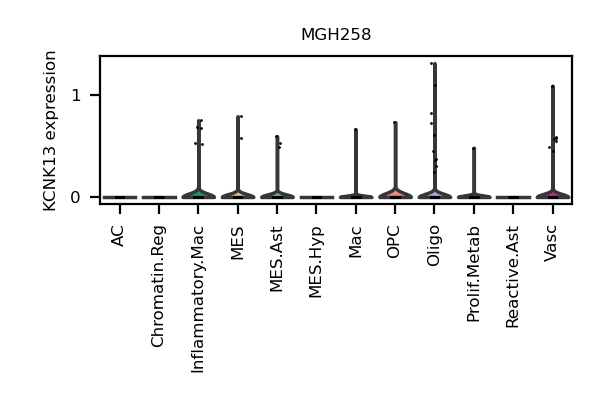 MGH258
KCNK13 expression
1
0
AC
Chromatin.Reg
Inflammatory.Mac
MES
MES.Ast
MES.Hyp
Mac
OPC
Oligo
Prolif.Metab
Reactive.Ast
Vasc